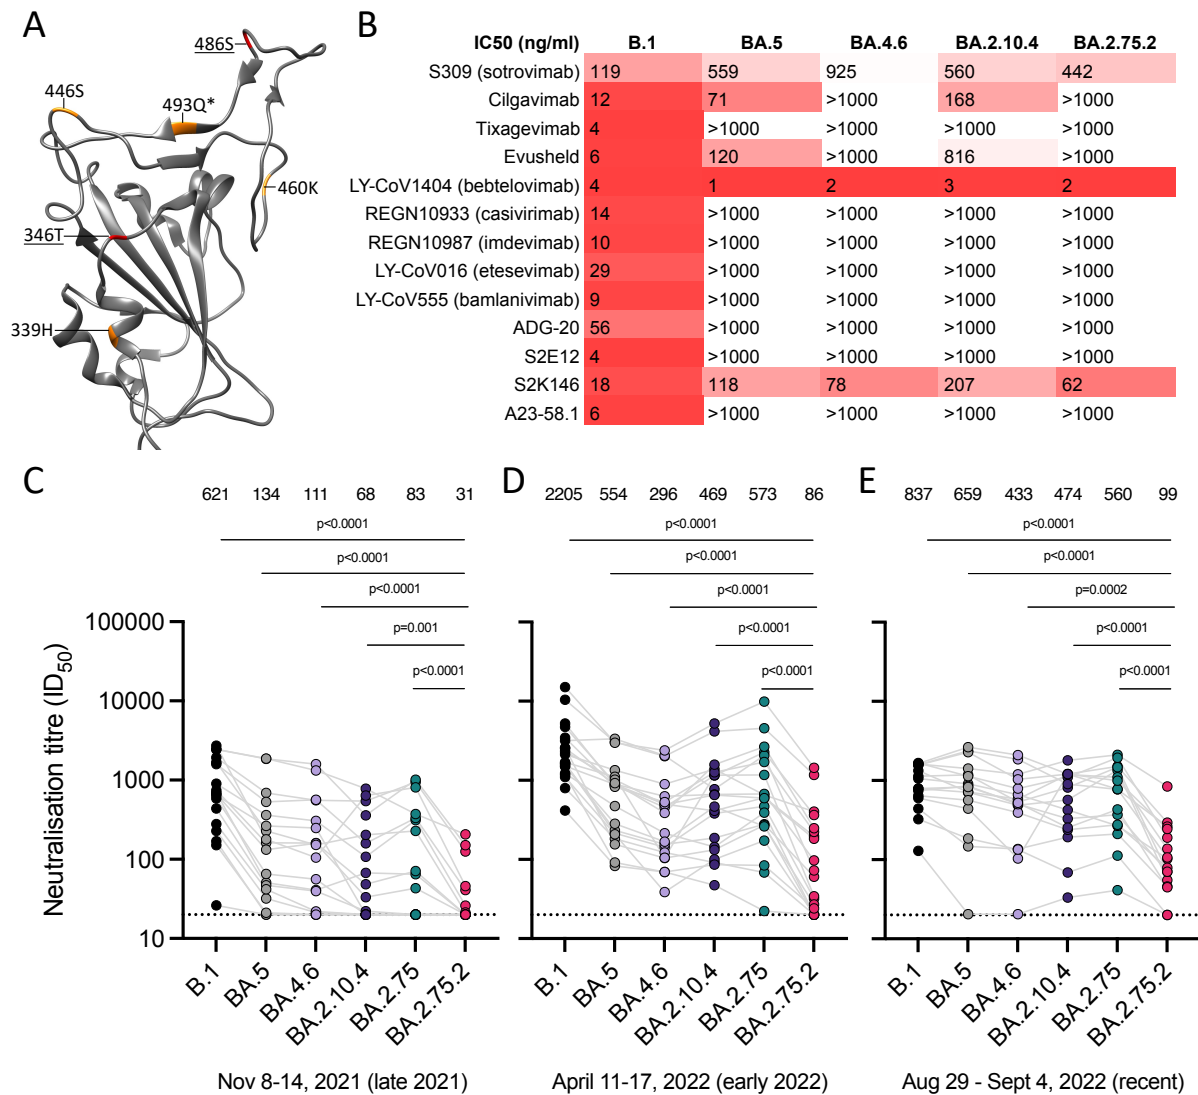 A
486S
446S
493Q*
460K
346T
339H
B
IC50 (ng/ml) B.1 BA.5 BA.4.6 BA.2.10.4 BA.2.75.2
S309 (sotrovimab) 119 559 925 560 442
Cilgavimab 12 71 >1000 168 >1000
Tixagevimab 4 >1000 >1000 >1000 >1000
Evusheld 6 120 >1000 816 >1000
LY-CoV1404 (bebtelovimab) 4 1 2 3 2
REGN10933 (casivirimab) 14 >1000 >1000 >1000 >1000
REGN10987 (imdevimab) 10 >1000 >1000 >1000 >1000
LY-CoV016 (etesevimab) 29 >1000 >1000 >1000 >1000
LY-CoV555 (bamlanivimab) 9 >1000 >1000 >1000 >1000
ADG-20 56 >1000 >1000 >1000 >1000
S2E12 4 >1000 >1000 >1000 >1000
S2K146 18 118 78 207 62
A23-58.1 6 >1000 >1000 >1000 >1000
C
621 134 111 68 83 31
p<0.0001
p<0.0001
p<0.0001
p=0.001
p<0.0001
Neutralisation titre (ID50)
100000
10000
1000
100
10
B.1 BA.5 BA.4.6 BA.2.10.4 BA.2.75 BA.2.75.2
Nov 8-14, 2021 (late 2021)
D
2205 554 296 469 573 86
p<0.0001
p<0.0001
p<0.0001
p<0.0001
p<0.0001
B.1 BA.5 BA.4.6 BA.2.10.4 BA.2.75 BA.2.75.2
April 11-17, 2022 (early 2022)
E
837 659 433 474 560 99
p<0.0001
p<0.0001
p=0.0002
p<0.0001
p<0.0001
B.1 BA.5 BA.4.6 BA.2.10.4 BA.2.75 BA.2.75.2
Aug 29 - Sept 4, 2022 (recent)